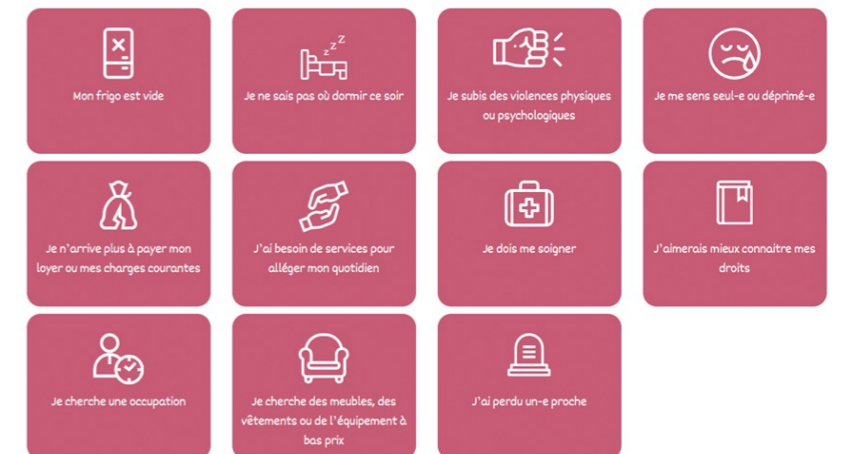 Mon frigo est vide
Je ne sais pas où dormir ce soir
Je subis des violences physiques
ou psychologiques
Je me sens seul-e ou déprimé-e
Je n'arrive plus à payer mon
loyer ou mes charges courantes
J'ai besoin de services pour
alléger mon quotidien
Je dois me soigner
J'aimerais mieux connaitre mes
droits
Je cherche une occupation
Je cherche des meubles, des
vêtements ou de l'équipement à
bas prix
J'ai perdu un-e proche